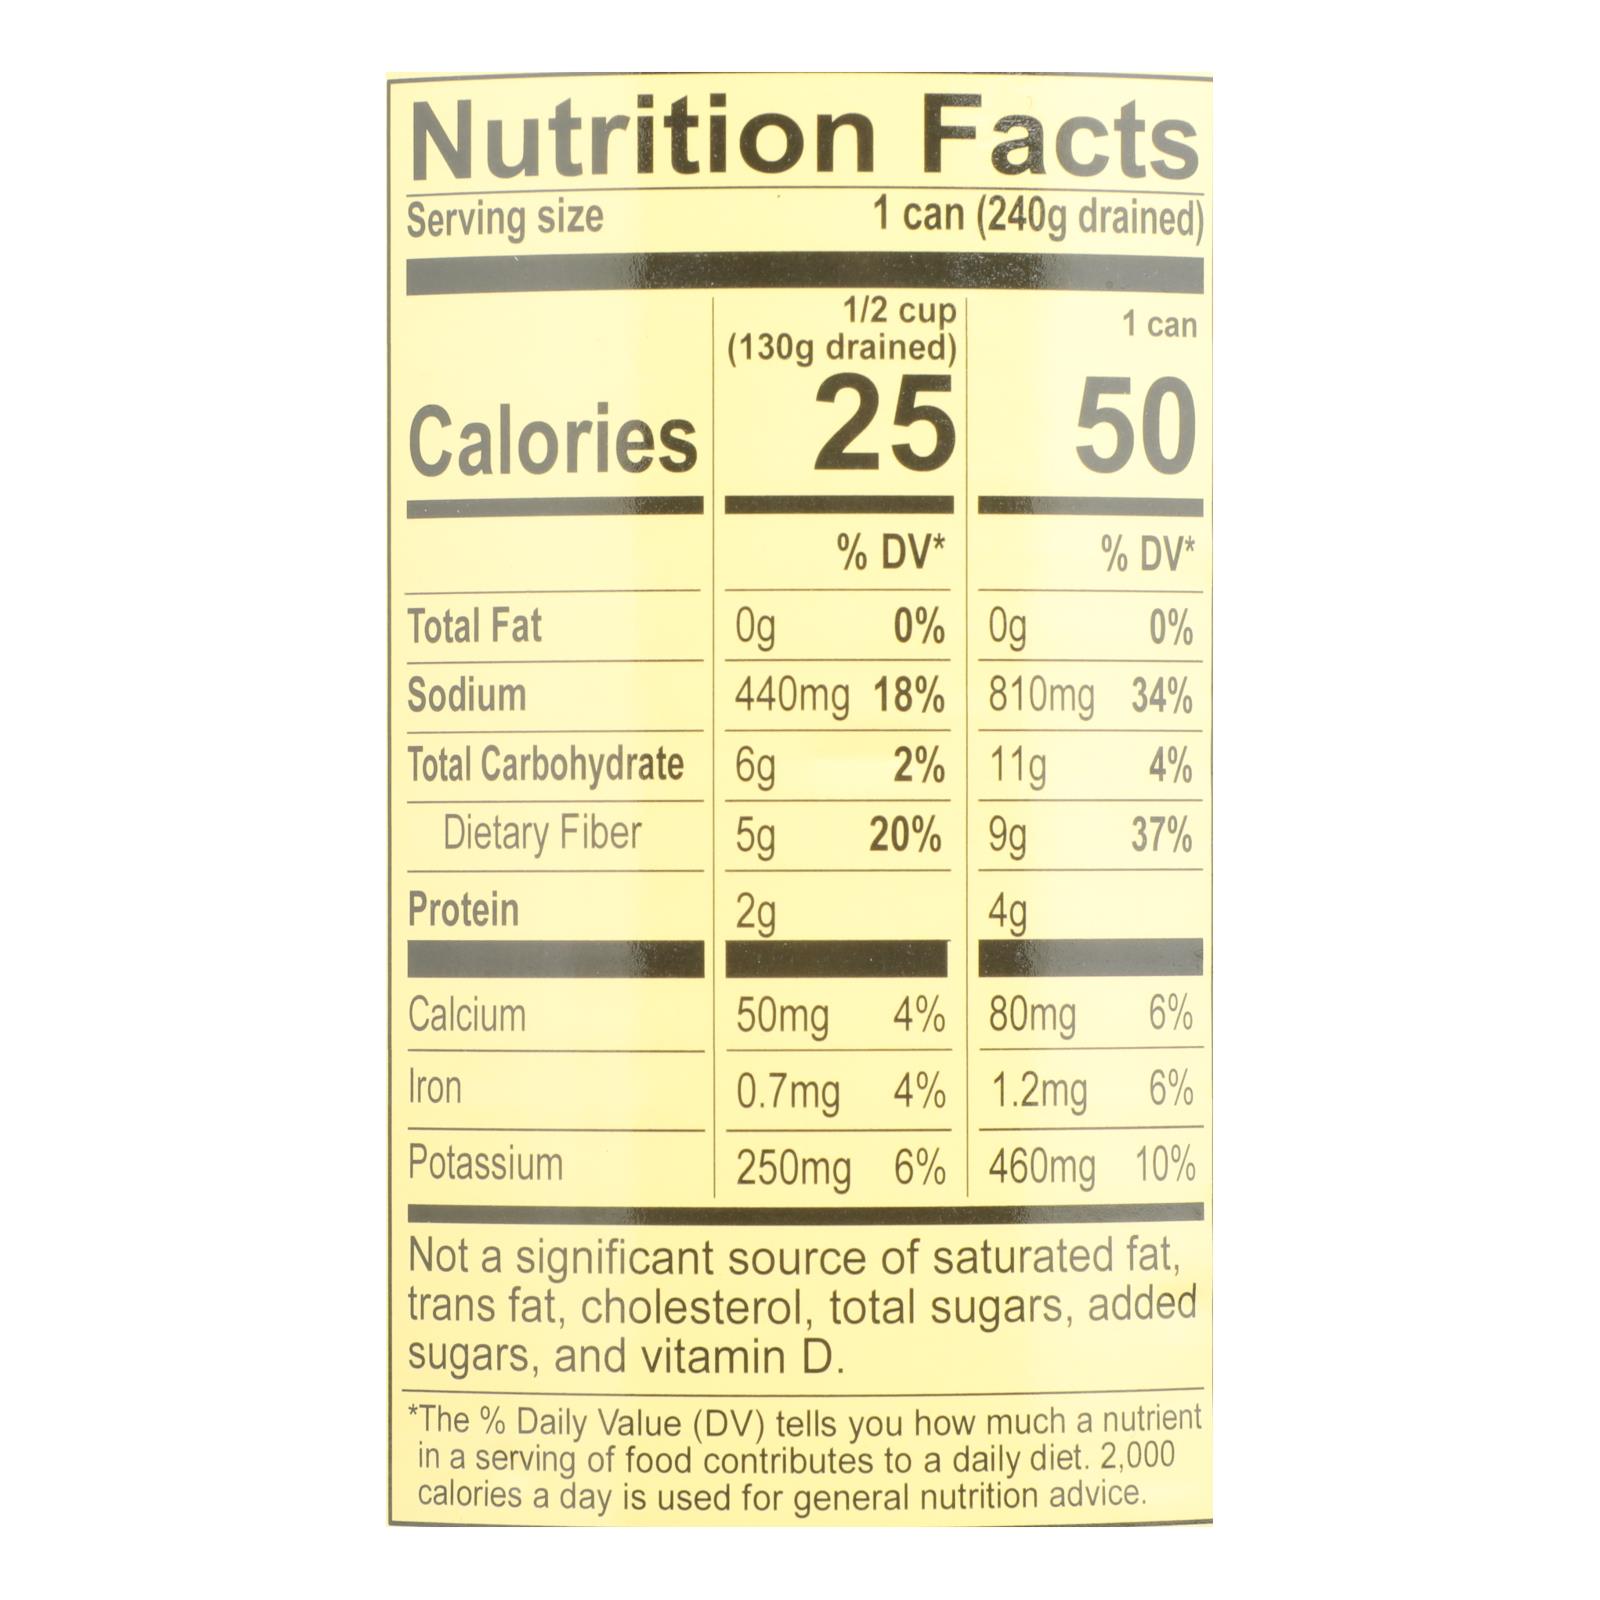 Nutrition Facts
Serving size 1 can (240g drained)
1/2 cup 1 can
(130g drained)
Calories 25 50
% DV* % DV*
Total Fat 0g 0% 0g 0%
Sodium 440mg 18% 810mg 34%
Total Carbohydrate 6g 2% 11g 4%
Dietary Fiber 5g 20% 9g 37%
Protein 2g 4g
Calcium 50mg 4% 80mg 6%
Iron 0.7mg 4% 1.2mg 6%
Potassium 250mg 6% 460mg 10%
Not a significant source of saturated fat,
trans fat, cholesterol, total sugars, added
sugars, and vitamin D.
*The % Daily Value (DV) tells you how much a nutrient
in a serving of food contributes to a daily diet. 2,000
calories a day is used for general nutrition advice.